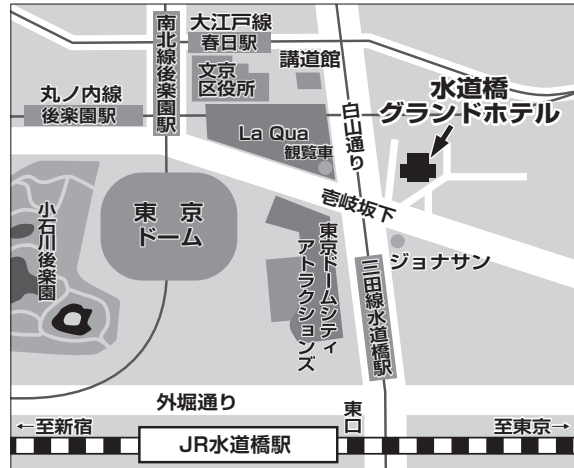 大江戸線
春日駅
南北線後楽園駅
文京
区役所
講道館
丸ノ内線
後楽園駅
白山通り
水道橋
グランドホテル
La Qua
観覧車
壱岐坂下
小石川後楽園
東京
ドーム
東京ドームシティ
アトラクションズ
ジョナサン
三田線水道橋駅
外堀通り
東口
←至新宿
至東京→
JR水道橋駅